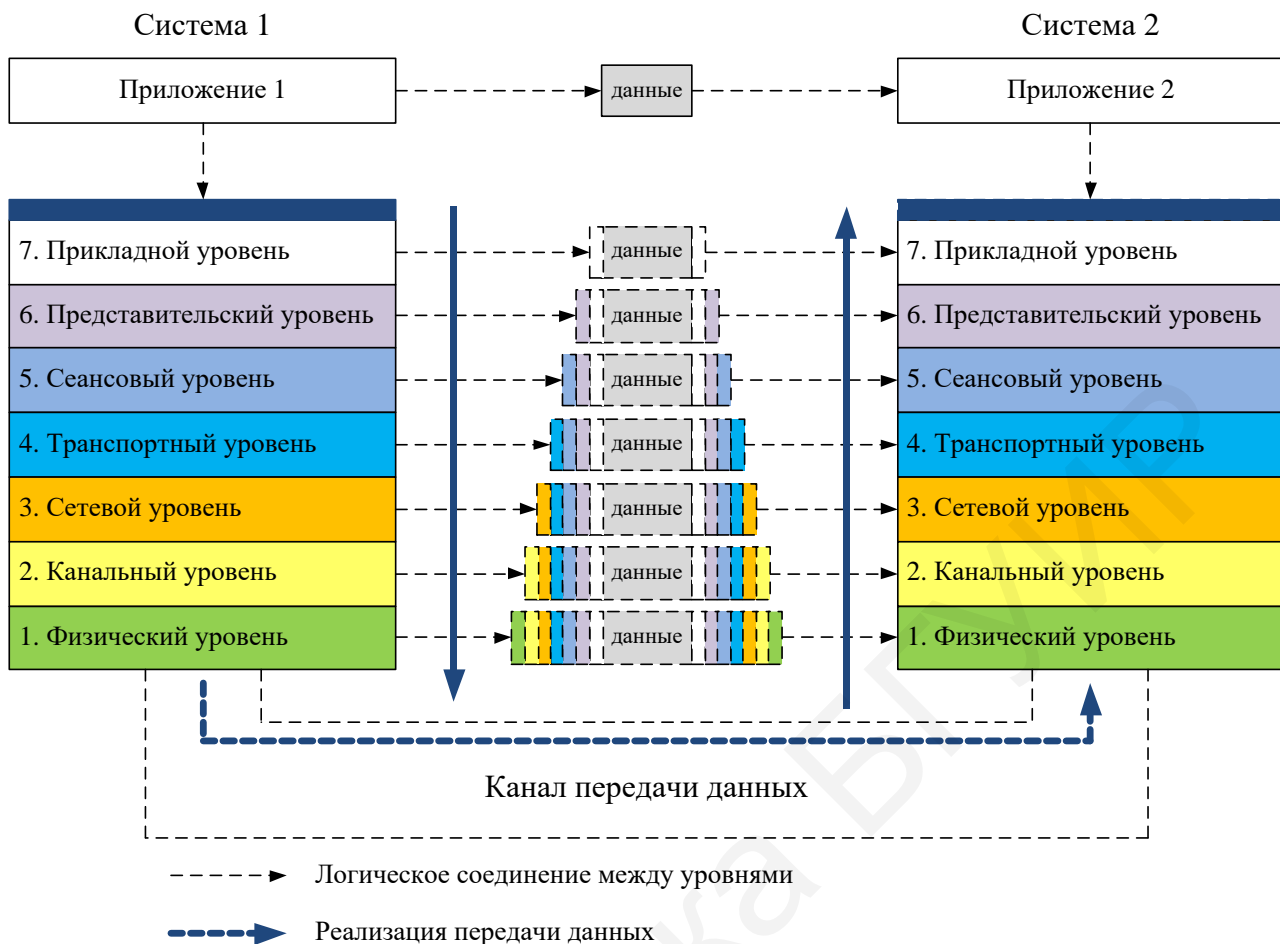 Система 1
Система 2
Приложение 1
данные
Приложение 2
7. Прикладной уровень
данные
7. Прикладной уровень
6. Представительский уровень
данные
6. Представительский уровень
5. Сеансовый уровень
данные
5. Сеансовый уровень
4. Транспортный уровень
данные
4. Транспортный уровень
3. Сетевой уровень
данные
3. Сетевой уровень
2. Канальный уровень
данные
2. Канальный уровень
1. Физический уровень
данные
1. Физический уровень
Канал передачи данных
Логическое соединение между уровнями
Реализация передачи данных
БГУИР